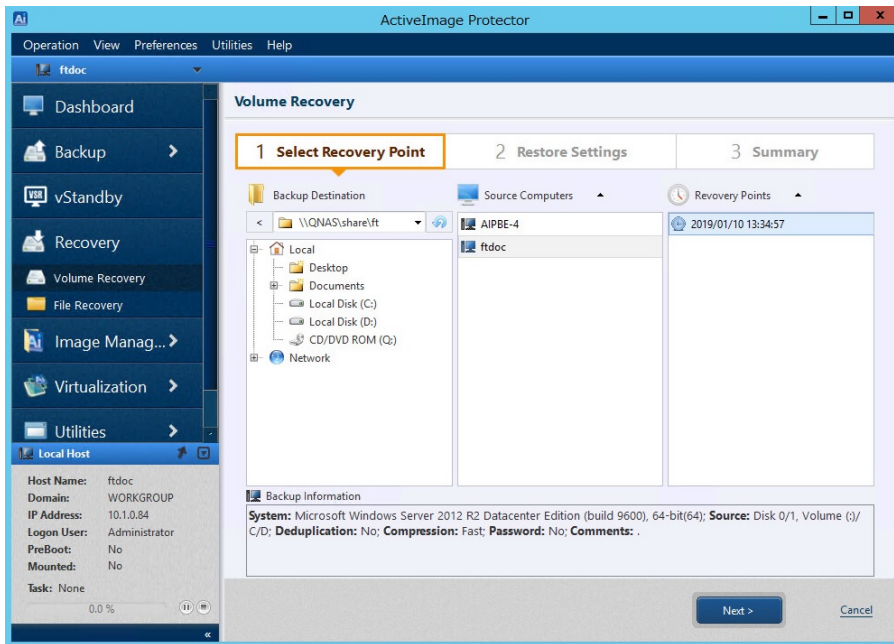 Ai
ActiveImage Protector
Operation View Preferences Utilities Help
ftdoc
Dashboard
Backup
VSR vStandby
Recovery
Volume Recovery
File Recovery
Ai Image Manag...
Virtualization
Utilities
Local Host
Host Name: ftdoc
Domain: WORKGROUP
IP Address: 10.1.0.84
Logon User: Administrator
PreBoot: No
Mounted: No
Task: None
0.0 %
Volume Recovery
1 Select Recovery Point
2 Restore Settings
3 Summary
Backup Destination
< \\QNAS\share\ft
Local
Desktop
Documents
Local Disk (C:)
Local Disk (D:)
CD/DVD ROM (Q:)
Network
Source Computers
AIPBE-4
ftdoc
Revovery Points
2019/01/10 13:34:57
Backup Information
System: Microsoft Windows Server 2012 R2 Datacenter Edition (build 9600), 64-bit(64); Source: Disk 0/1, Volume (:)/
C/D; Deduplication: No; Compression: Fast; Password: No; Comments: .
Next >
Cancel